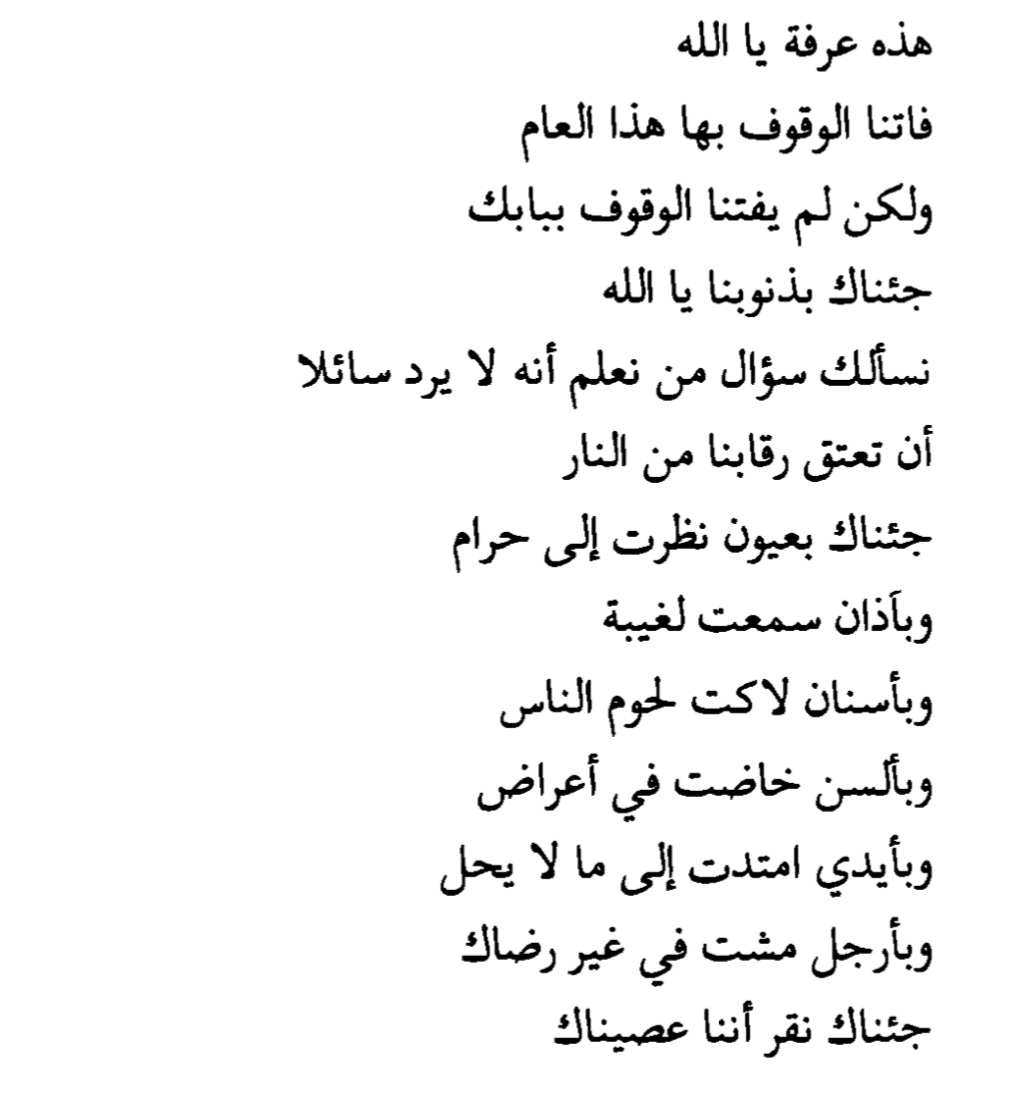 هذه عرفة يا الله
فاتنا الوقوف بها هذا العام
ولكن لم يفتنا الوقوف ببابك
جئناك بذنوبنا يا الله
نسألك سؤال من نعلم أنه لا يرد سائلا
أن تعتق رقابنا من النار
جئناك بعيون نظرت إلى حرام
وبآذان سمعت لغيبة
وبأسنان لاكت لحوم الناس
وبألسن خاضت في أعراض
وبأيدي امتدت إلى ما لا يحل
وبأرجل مشت في غير رضاك
جئناك نقر أننا عصيناك